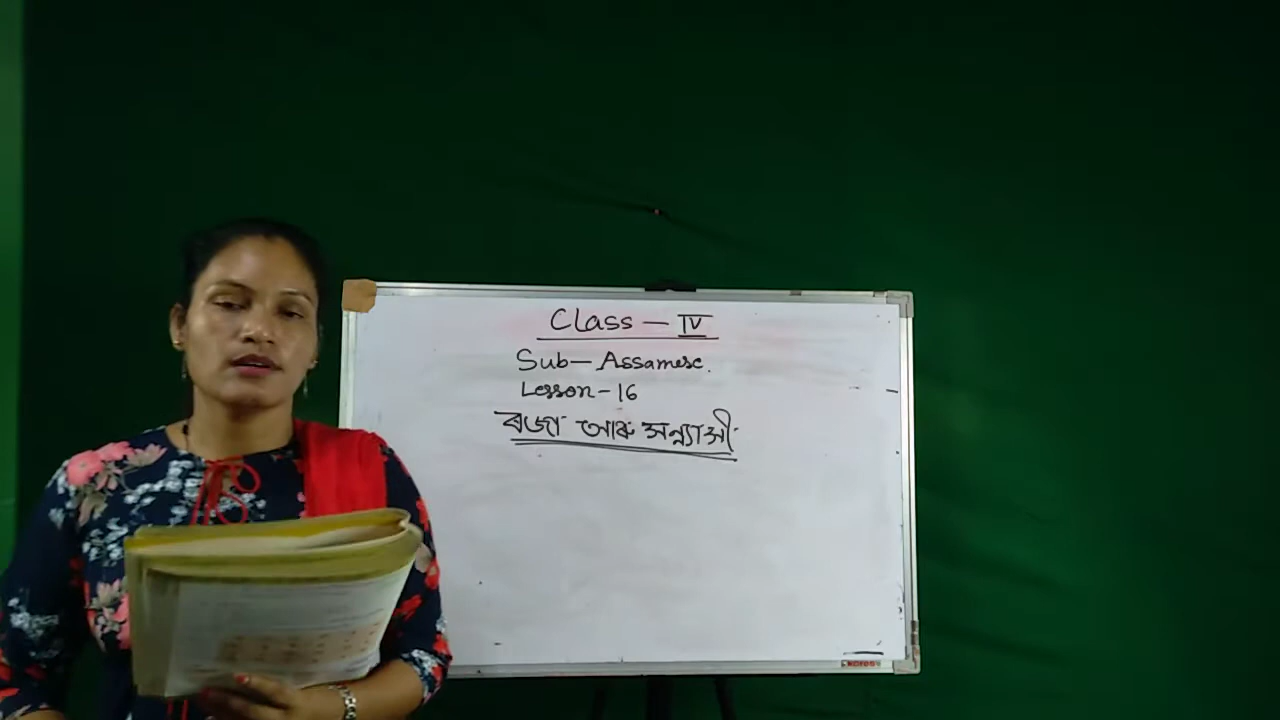 Class - IV
Sub - Assamese.
Lesson - 16
ৰজা আৰু সন্ন্যাসী